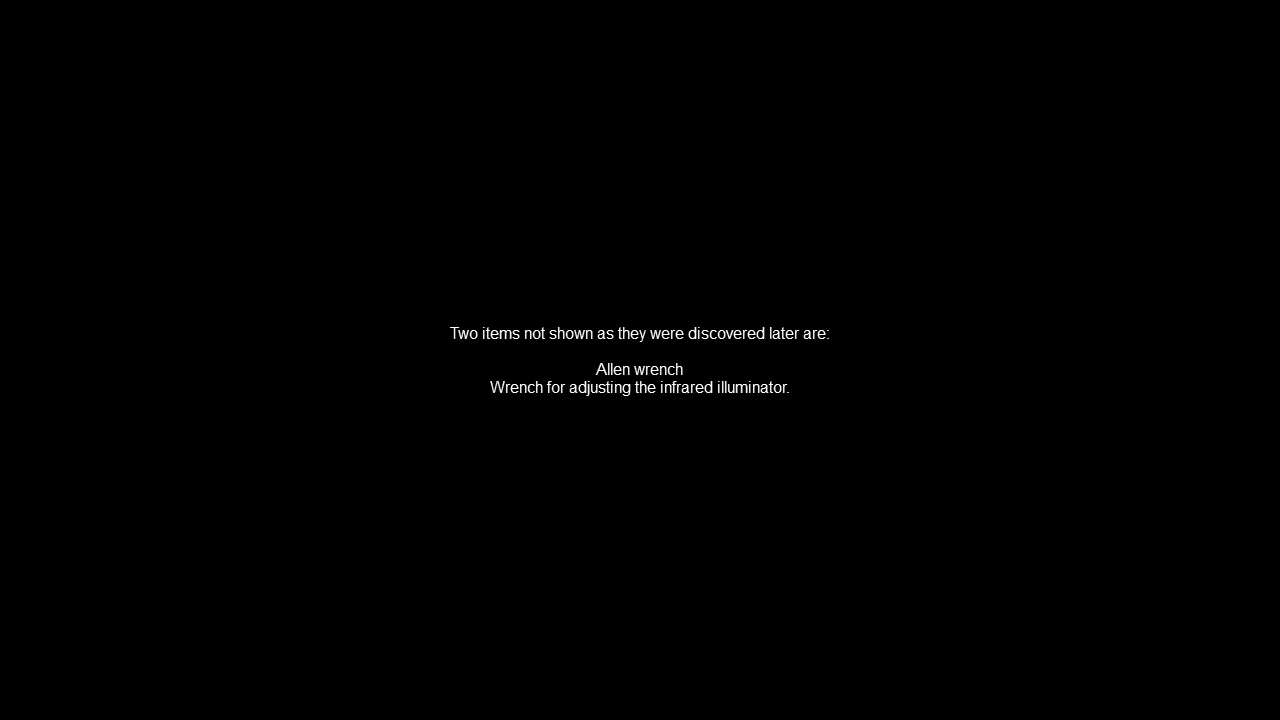 Two items not shown as they were discovered later are:
Allen wrench
Wrench for adjusting the infrared illuminator.